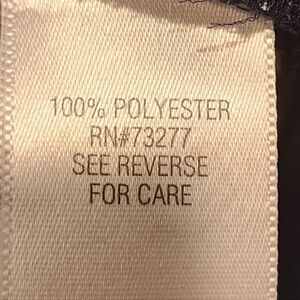 100% POLYESTER
RN#73277
SEE REVERSE
FOR CARE